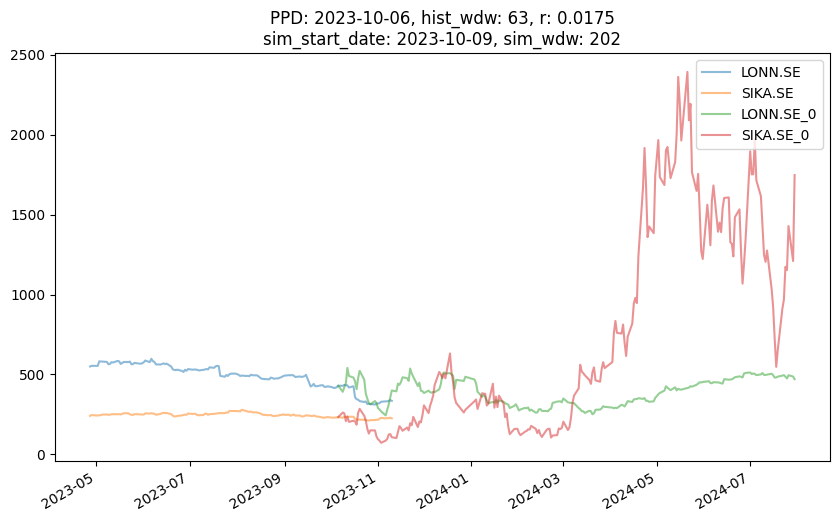 PPD: 2023-10-06, hist_wdw: 63, r: 0.0175
sim_start_date: 2023-10-09, sim_wdw: 202
2500
2000
1500
1000
500
0
LONN.SE
SIKA.SE
LONN.SE_0
SIKA.SE_0
2023-05
2023-07
2023-09
2023-11
2024-01
2024-03
2024-05
2024-07